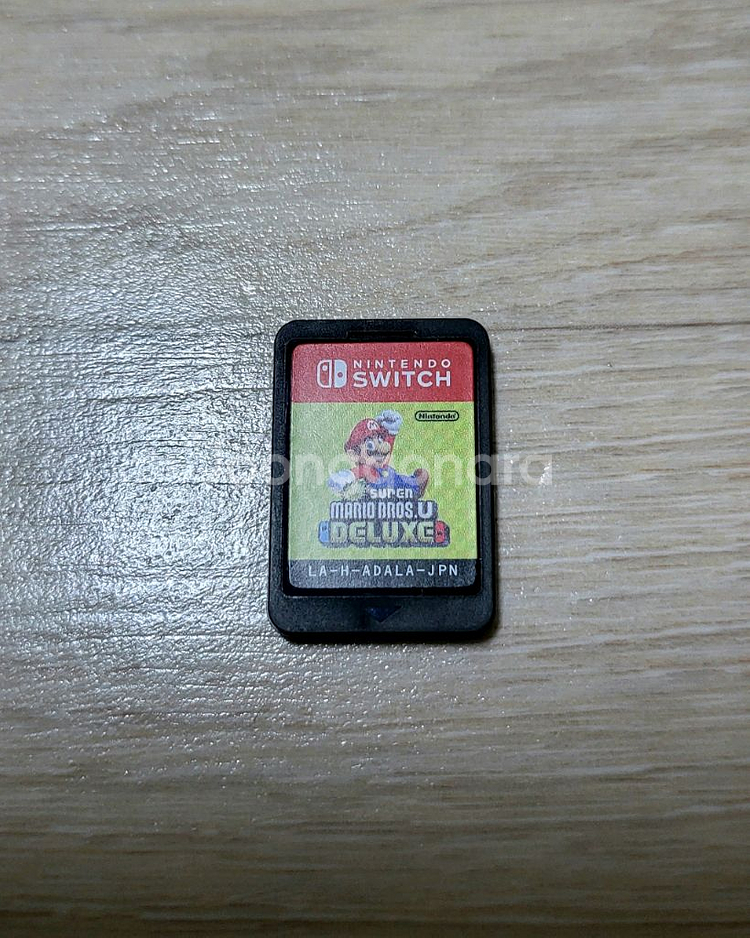 NINTENDO
SWITCH
Nintendo
SUPER
MARIO BROS. U
DELUXE
LA-H-ADALA-JPN